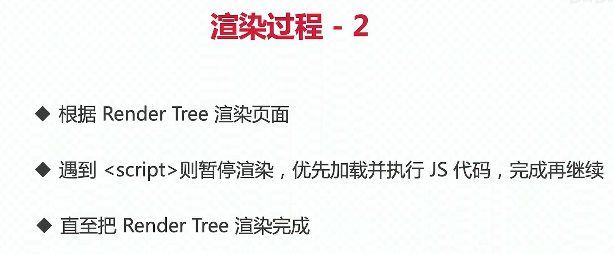 渲染过程 - 2
◆ 根据 Render Tree 渲染页面
◆ 遇到 <script>则暂停渲染，优先加载并执行 JS 代码，完成再继续
◆ 直至把 Render Tree 渲染完成